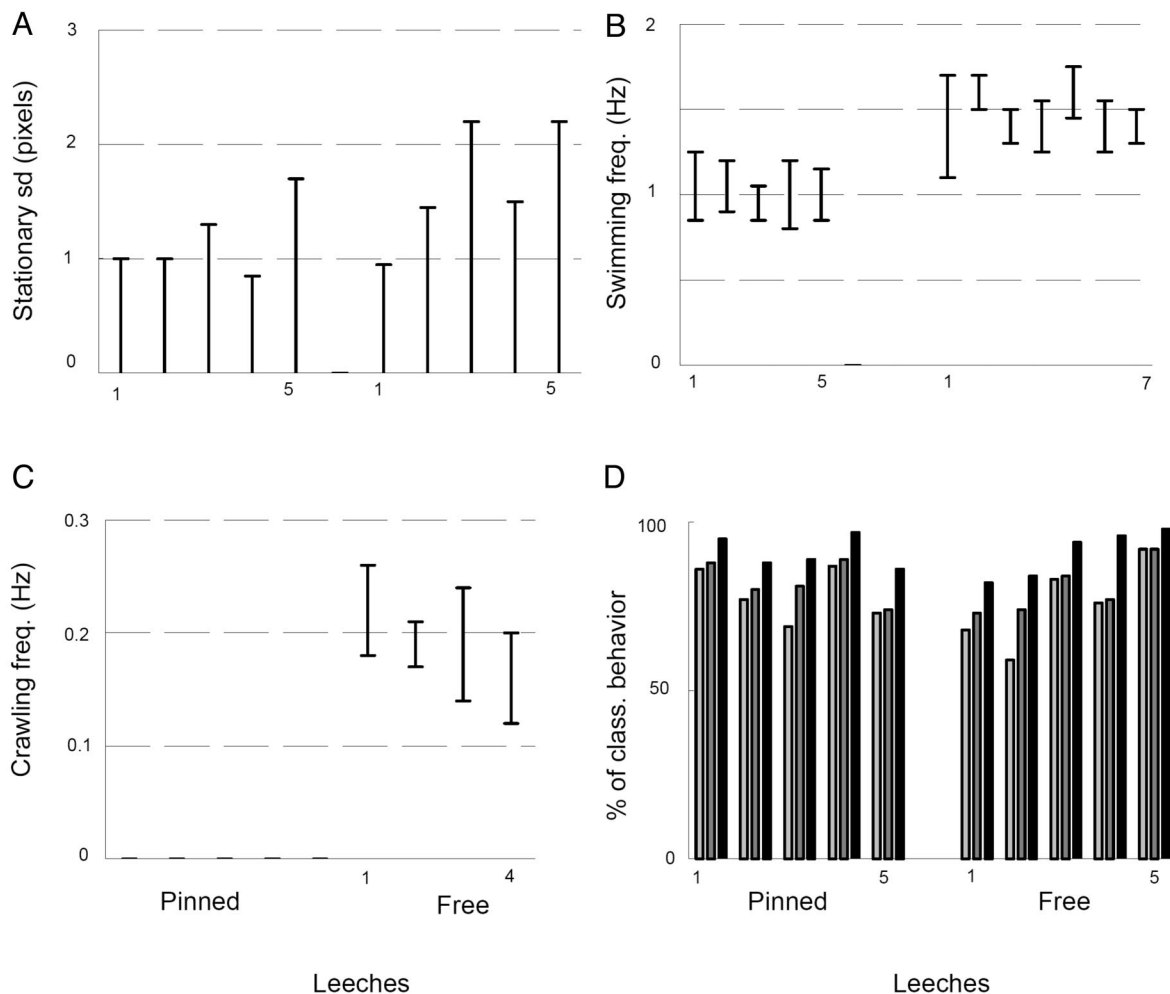 A
Stationary sd (pixels)
3
2
1
0
1
5
1
5
B
Swimming freq. (Hz)
2
1
0
1
5
1
7
C
Crawling freq. (Hz)
0.3
0.2
0.1
0
1
4
Pinned
Free
Leeches
D
% of class. behavior
100
50
0
1
5
1
5
Pinned
Free
Leeches